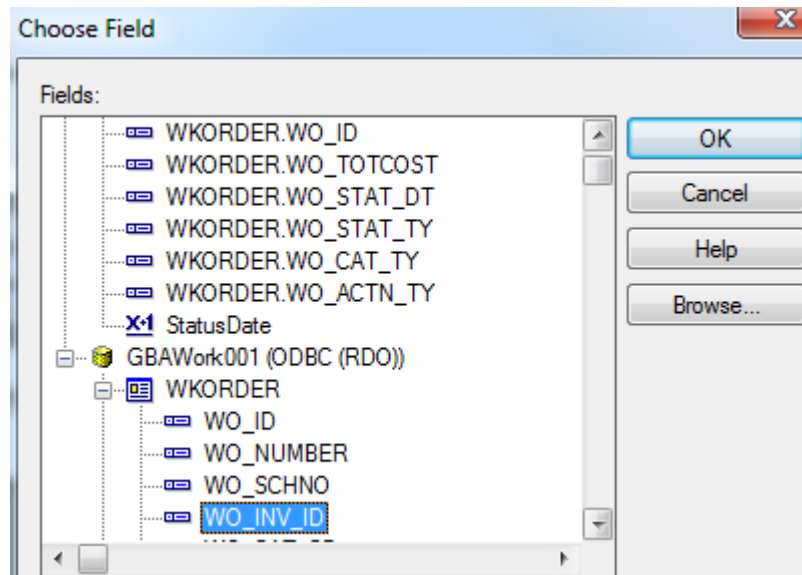 Choose Field
Fields:
WKORDER.WO_ID
WKORDER.WO_TOTCOST
WKORDER.WO_STAT_DT
WKORDER.WO_STAT_TY
WKORDER.WO_CAT_TY
WKORDER.WO_ACTN_TY
X+1 StatusDate
GBAWork001 (ODBC (RDO))
WKORDER
WO_ID
WO_NUMBER
WO_SCHNO
WO_INV_ID
OK
Cancel
Help
Browse...